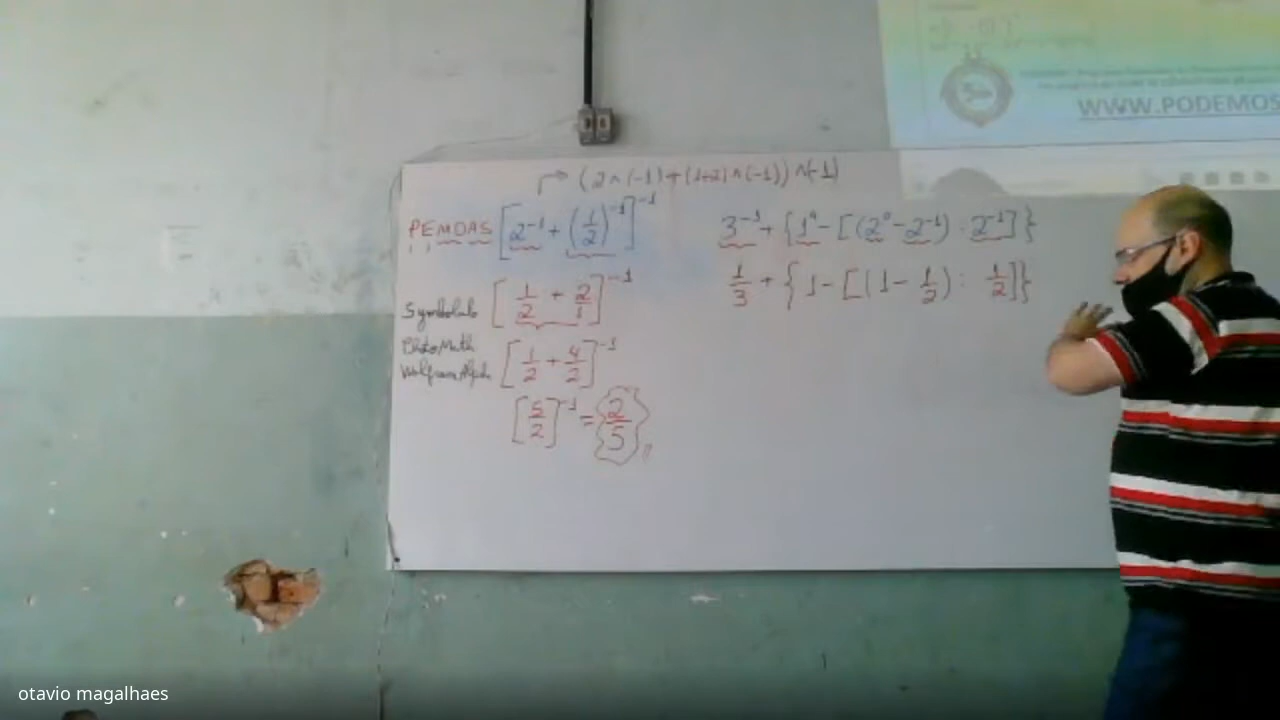 WWW.PODEMOS
(2^(-1)+(1÷2)^(-1))^(-1)
PEMDAS [2⁻¹ + (1/2)⁻¹]⁻¹
[1/2 + 2/1]⁻¹
Symbolab
PhotoMath
[1/2 + 4/2]⁻¹
WolframAlpha
[5/2]⁻¹ = 2/5 //
3⁻¹ + {1⁴ - [(2⁰ - 2⁻¹) : 2⁻¹]}
1/3 + {1 - [(1 - 1/2) : 1/2]}
otavio magalhaes